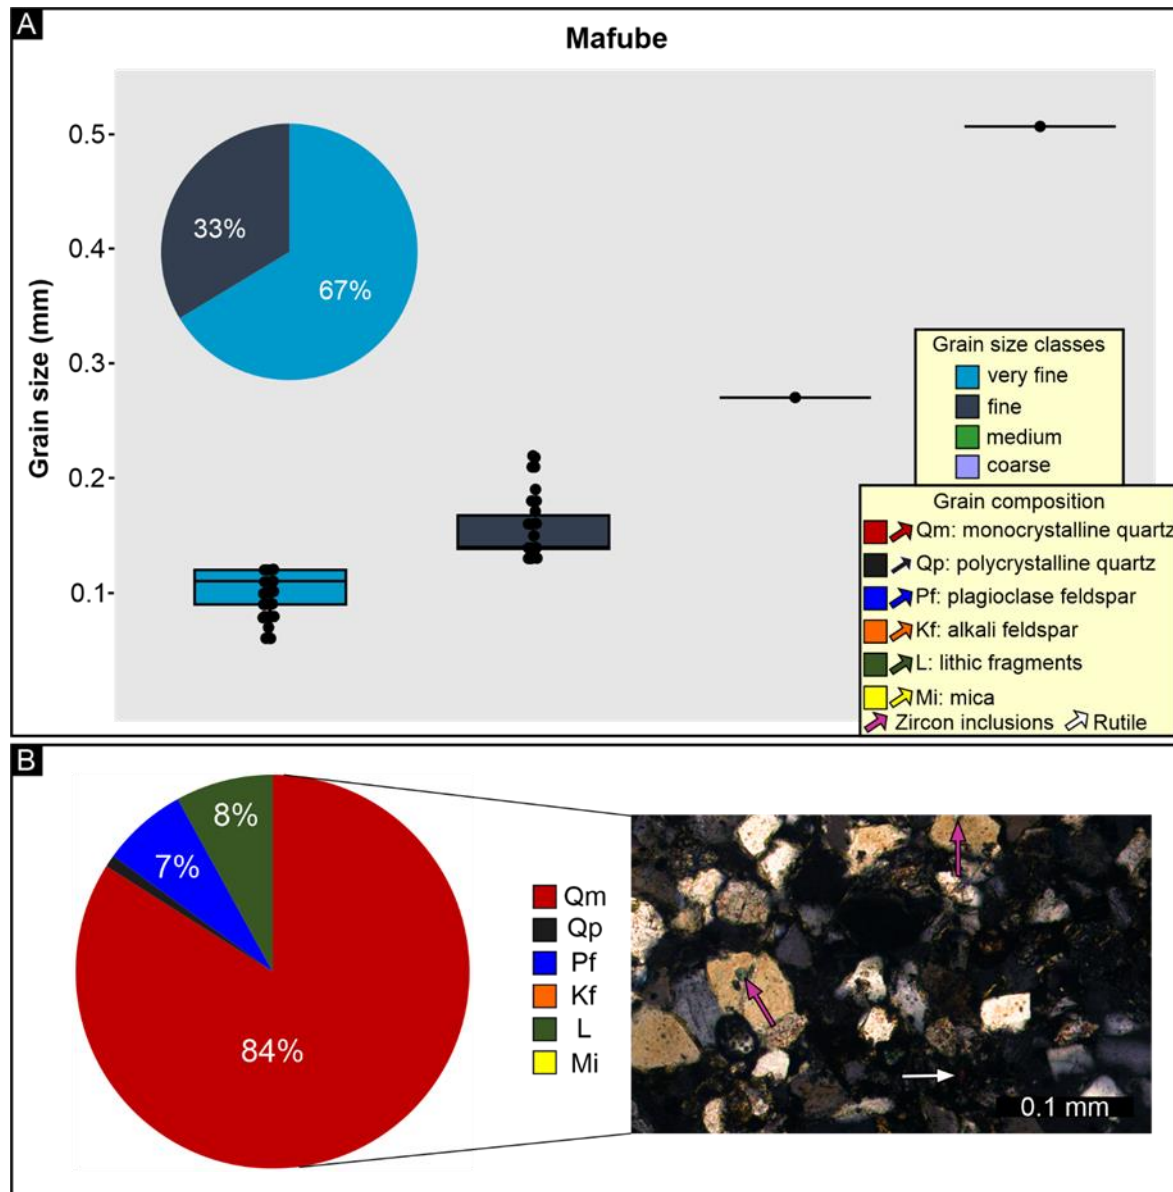 A
Mafube
Grain size (mm)
0.5
0.4
0.3
0.2
0.1
33%
67%
Grain size classes
very fine
fine
medium
coarse
Grain composition
Qm: monocrystalline quartz
Qp: polycrystalline quartz
Pf: plagioclase feldspar
Kf: alkali feldspar
L: lithic fragments
Mi: mica
Zircon inclusions Rutile
B
8%
7%
84%
Qm
Qp
Pf
Kf
L
Mi
0.1 mm